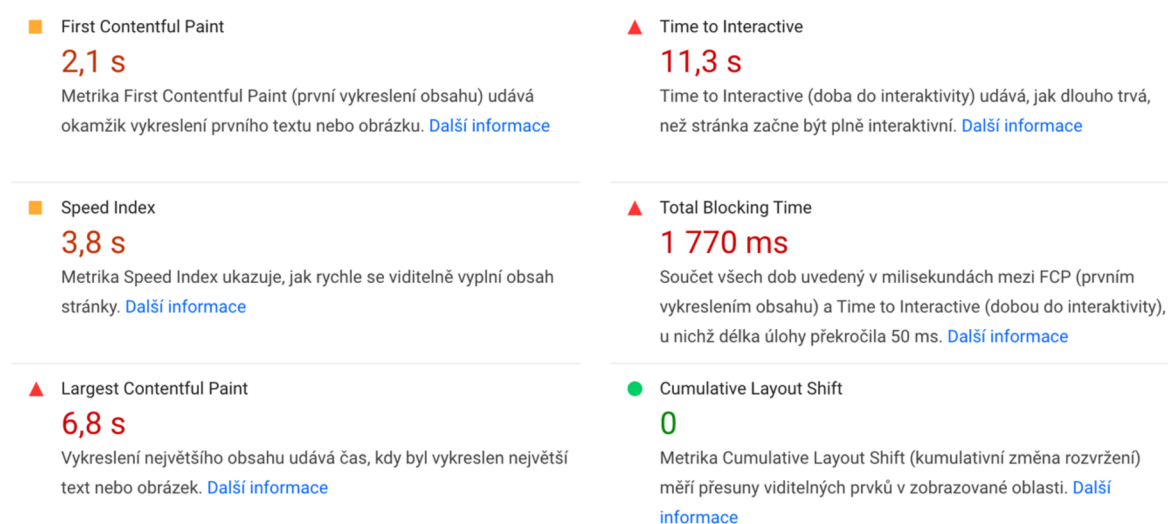 First Contentful Paint
2,1 s
Metrika First Contentful Paint (první vykreslení obsahu) udává
okamžik vykreslení prvního textu nebo obrázku. Další informace
Time to Interactive
11,3 s
Time to Interactive (doba do interaktivity) udává, jak dlouho trvá,
než stránka začne být plně interaktivní. Další informace
Speed Index
3,8 s
Metrika Speed Index ukazuje, jak rychle se viditelně vyplní obsah
stránky. Další informace
Total Blocking Time
1 770 ms
Součet všech dob uvedený v milisekundách mezi FCP (prvním
vykreslením obsahu) a Time to Interactive (dobou do interaktivity),
u nichž délka úlohy překročila 50 ms. Další informace
Largest Contentful Paint
6,8 s
Vykreslení největšího obsahu udává čas, kdy byl vykreslen největší
text nebo obrázek. Další informace
Cumulative Layout Shift
0
Metrika Cumulative Layout Shift (kumulativní změna rozvržení)
měří přesuny viditelných prvků v zobrazované oblasti. Další
informace